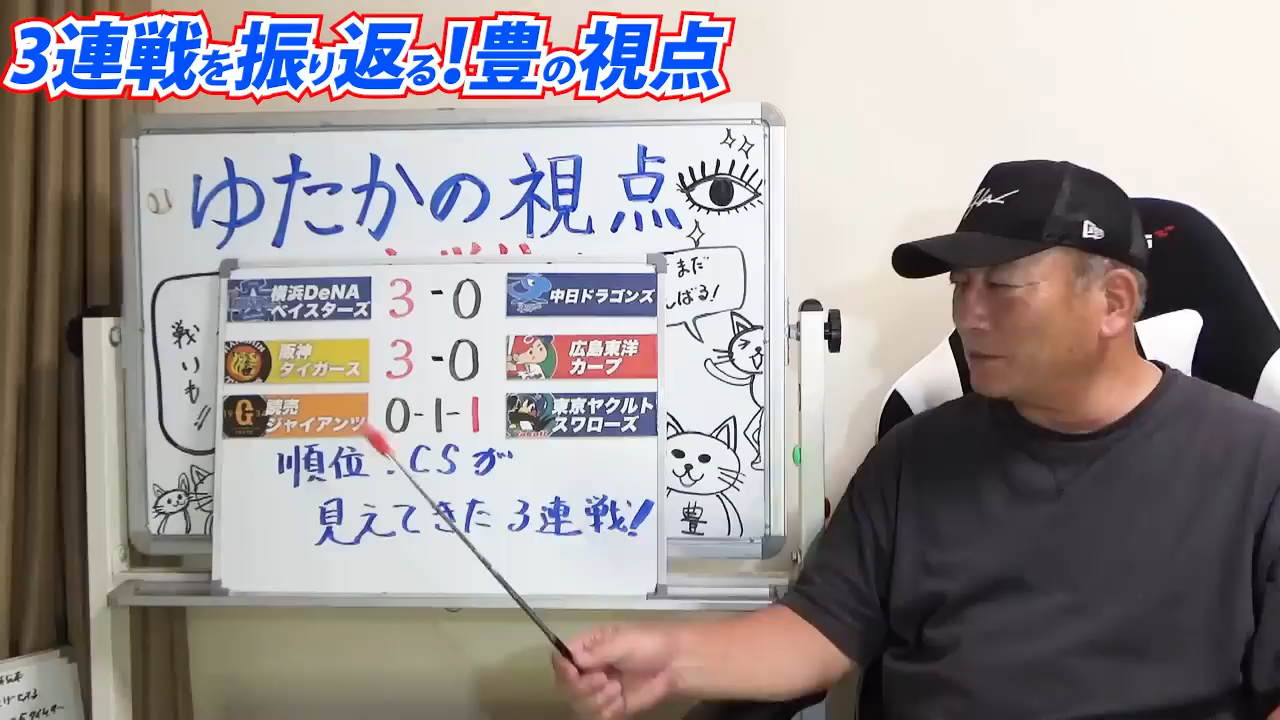 3連戦を振り返る!豊の視点
ゆたかの視点
まだ
ばる!
戦
りも
横浜DeNA
ベイスターズ
3-0
中日ドラゴンズ
阪神
タイガース
3-0
広島東洋
カープ
G
読売
ジャイアンツ
0-1-1
東京ヤクルト
スワローズ
順位.CSが
見えてきた3連戦!
豊